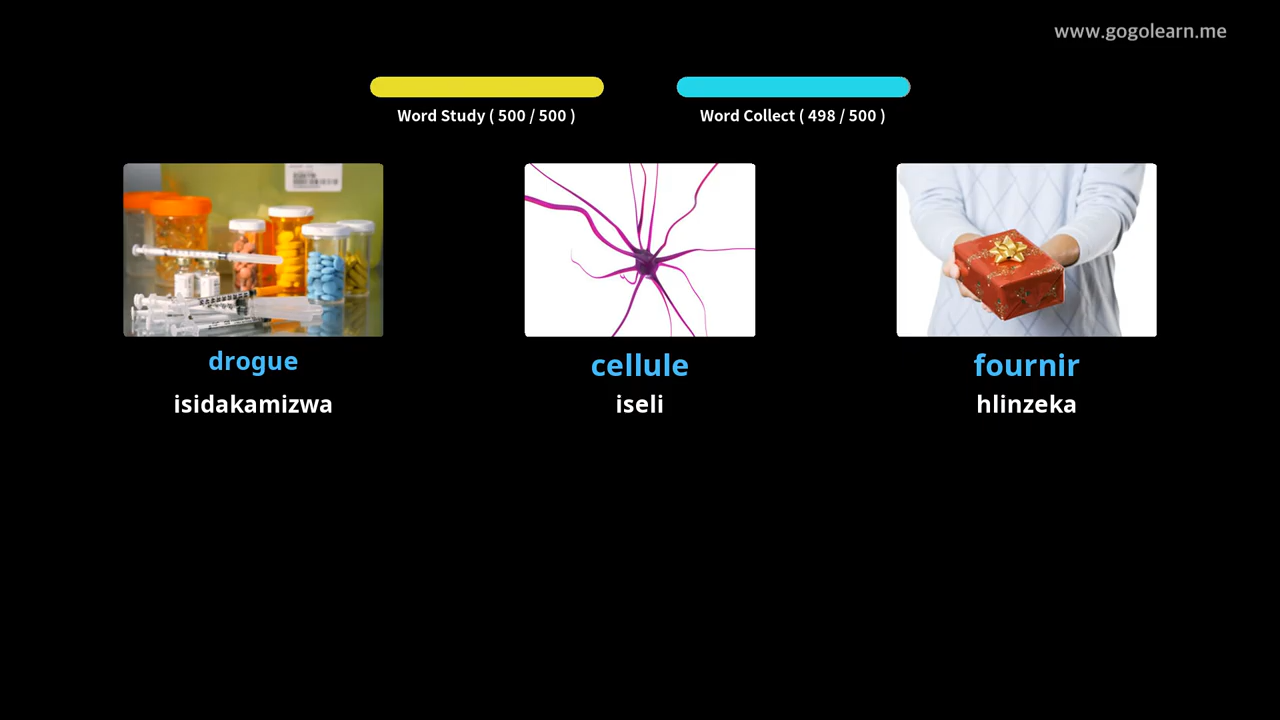 www.gogolearn.me
Word Study ( 500 / 500 )
Word Collect ( 498 / 500 )
drogue
cellule
fournir
isidakamizwa
iseli
hlinzeka